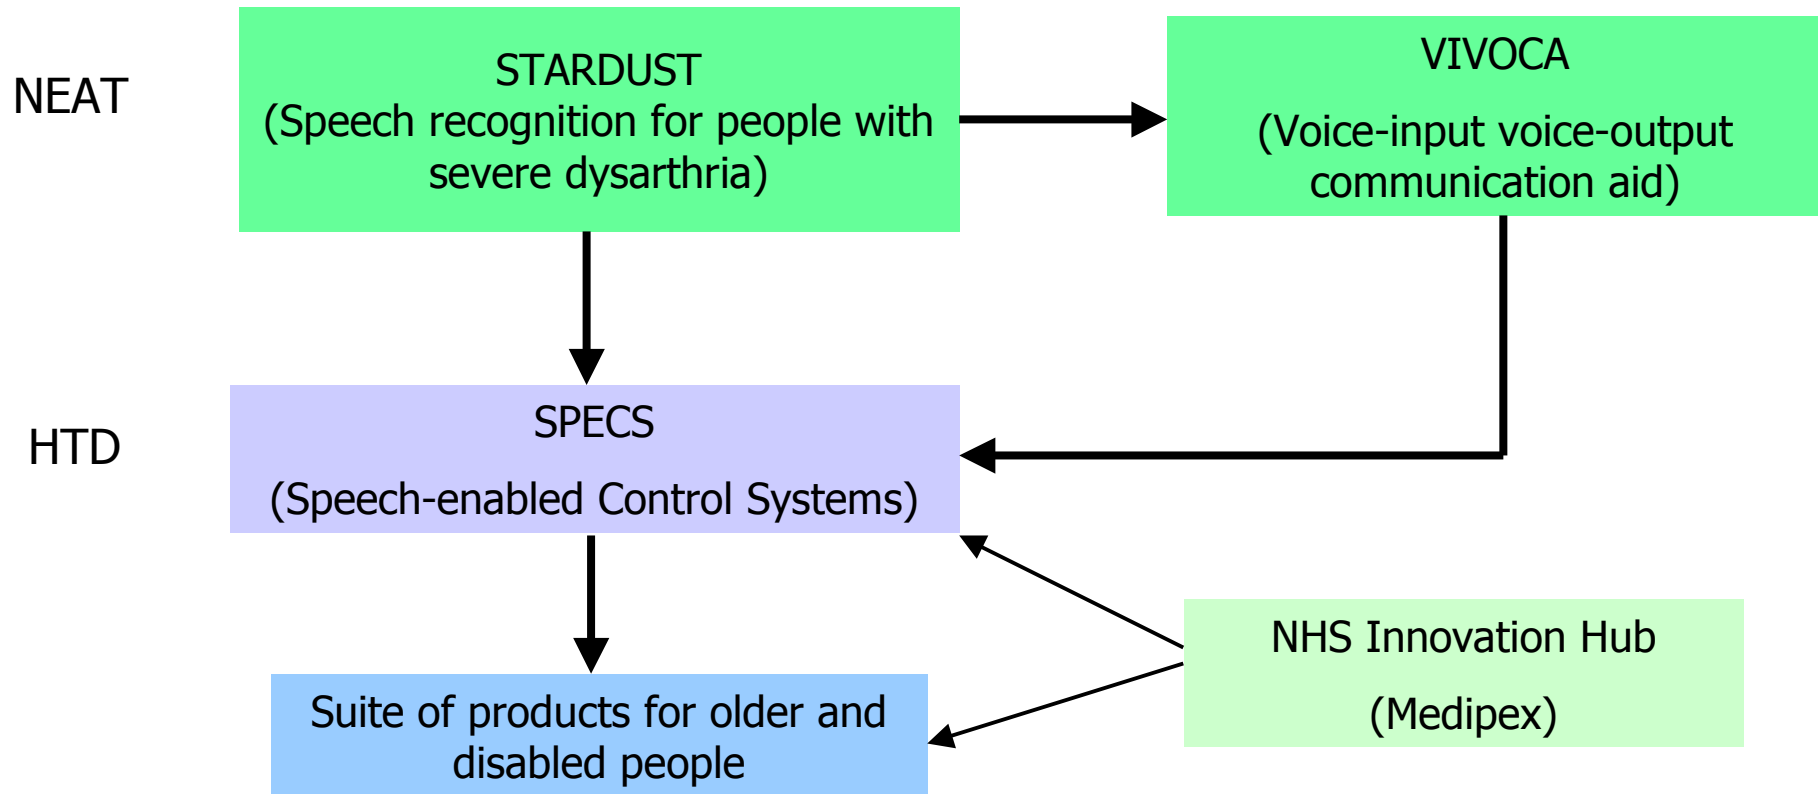 NEAT
STARDUST
(Speech recognition for people with
severe dysarthria)
VIVOCA
(Voice-input voice-output
communication aid)
HTD
SPECS
(Speech-enabled Control Systems)
NHS Innovation Hub
(Medipex)
Suite of products for older and
disabled people